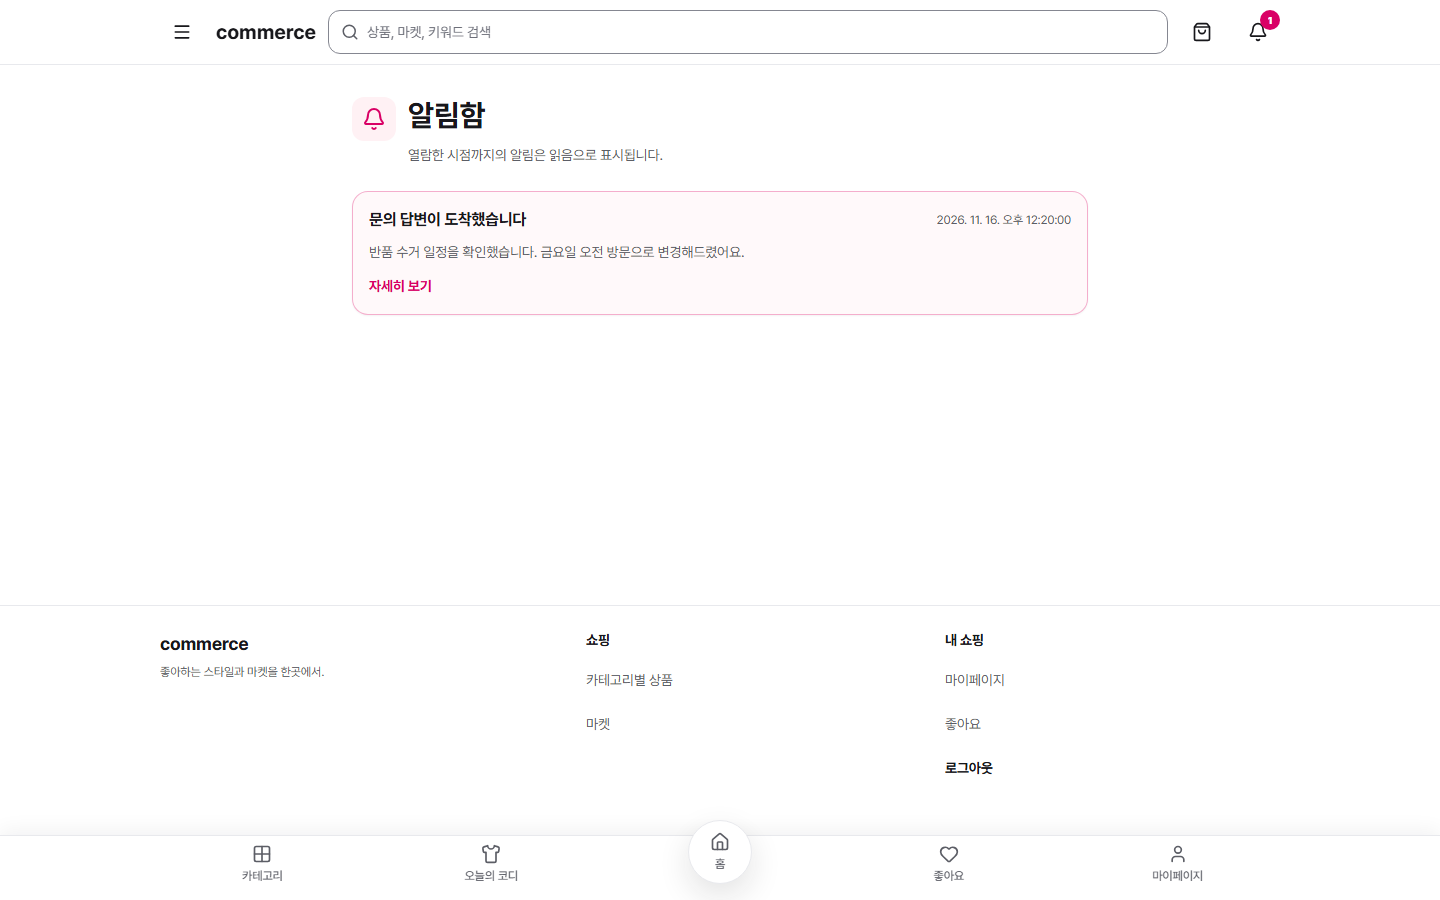 commerce
상품, 마켓, 키워드 검색
1
알림함
열람한 시점까지의 알림은 읽음으로 표시됩니다.
문의 답변이 도착했습니다
2026. 11. 16. 오후 12:20:00
반품 수거 일정을 확인했습니다. 금요일 오전 방문으로 변경해드렸어요.
자세히 보기
commerce
좋아하는 스타일과 마켓을 한곳에서.
쇼핑
카테고리별 상품
마켓
내 쇼핑
마이페이지
좋아요
로그아웃
카테고리
오늘의 코디
홈
좋아요
마이페이지